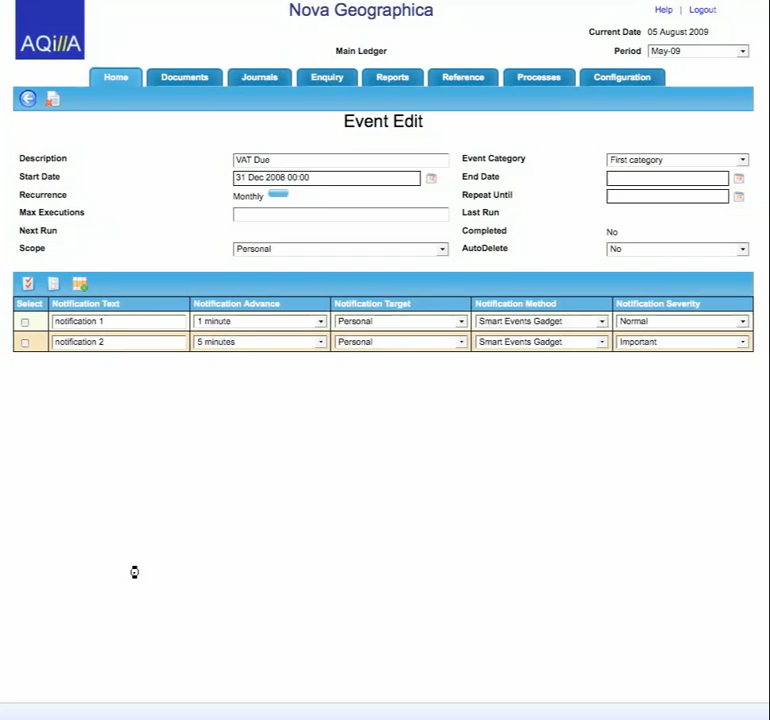 Nova Geographica
Help | Logout
AQillA
Current Date 05 August 2009
Main Ledger
Period May-09
Home Documents Journals Enquiry Reports Reference Processes Configuration
Event Edit
Description VAT Due Event Category First category
Start Date 31 Dec 2008 00:00 End Date
Recurrence Monthly Repeat Until
Max Executions Last Run
Next Run Completed No
Scope Personal AutoDelete No
Select Notification Text Notification Advance Notification Target Notification Method Notification Severity
notification 1 1 minute Personal Smart Events Gadget Normal
notification 2 5 minutes Personal Smart Events Gadget Important